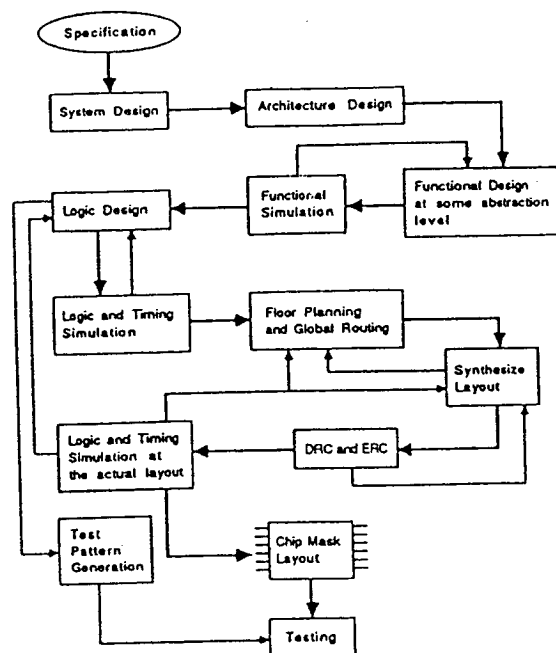 Specification
System Design
Architecture Design
Functional
Simulation
Functional Design
at some abstraction
level
Logic Design
Logic and Timing
Simulation
Floor Planning
and Global Routing
Synthesize
Layout
Logic and Timing
Simulation at
the actual layout
DRC and ERC
Test
Pattern
Generation
Chip Mask
Layout
Testing